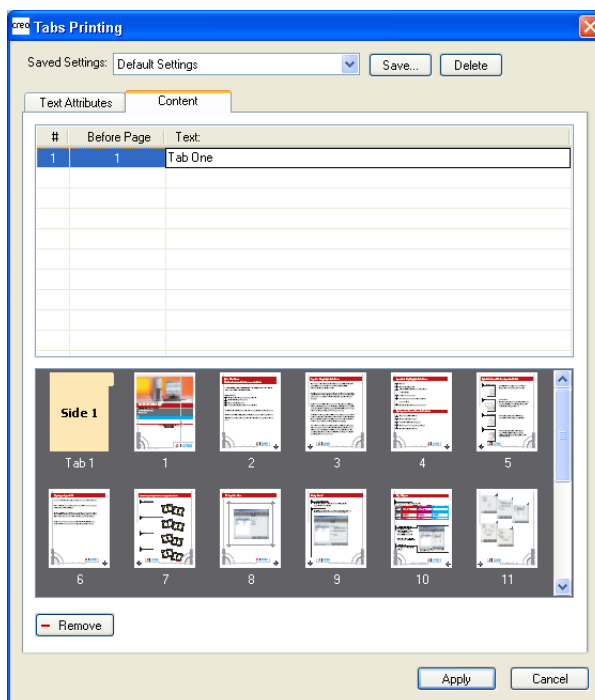 creo Tabs Printing
Saved Settings: Default Settings Save... Delete
Text Attributes Content
# Before Page Text:
1 1 Tab One
Side 1
Tab 1 1 2 3 4 5
6 7 8 9 10 11
Remove
Apply Cancel